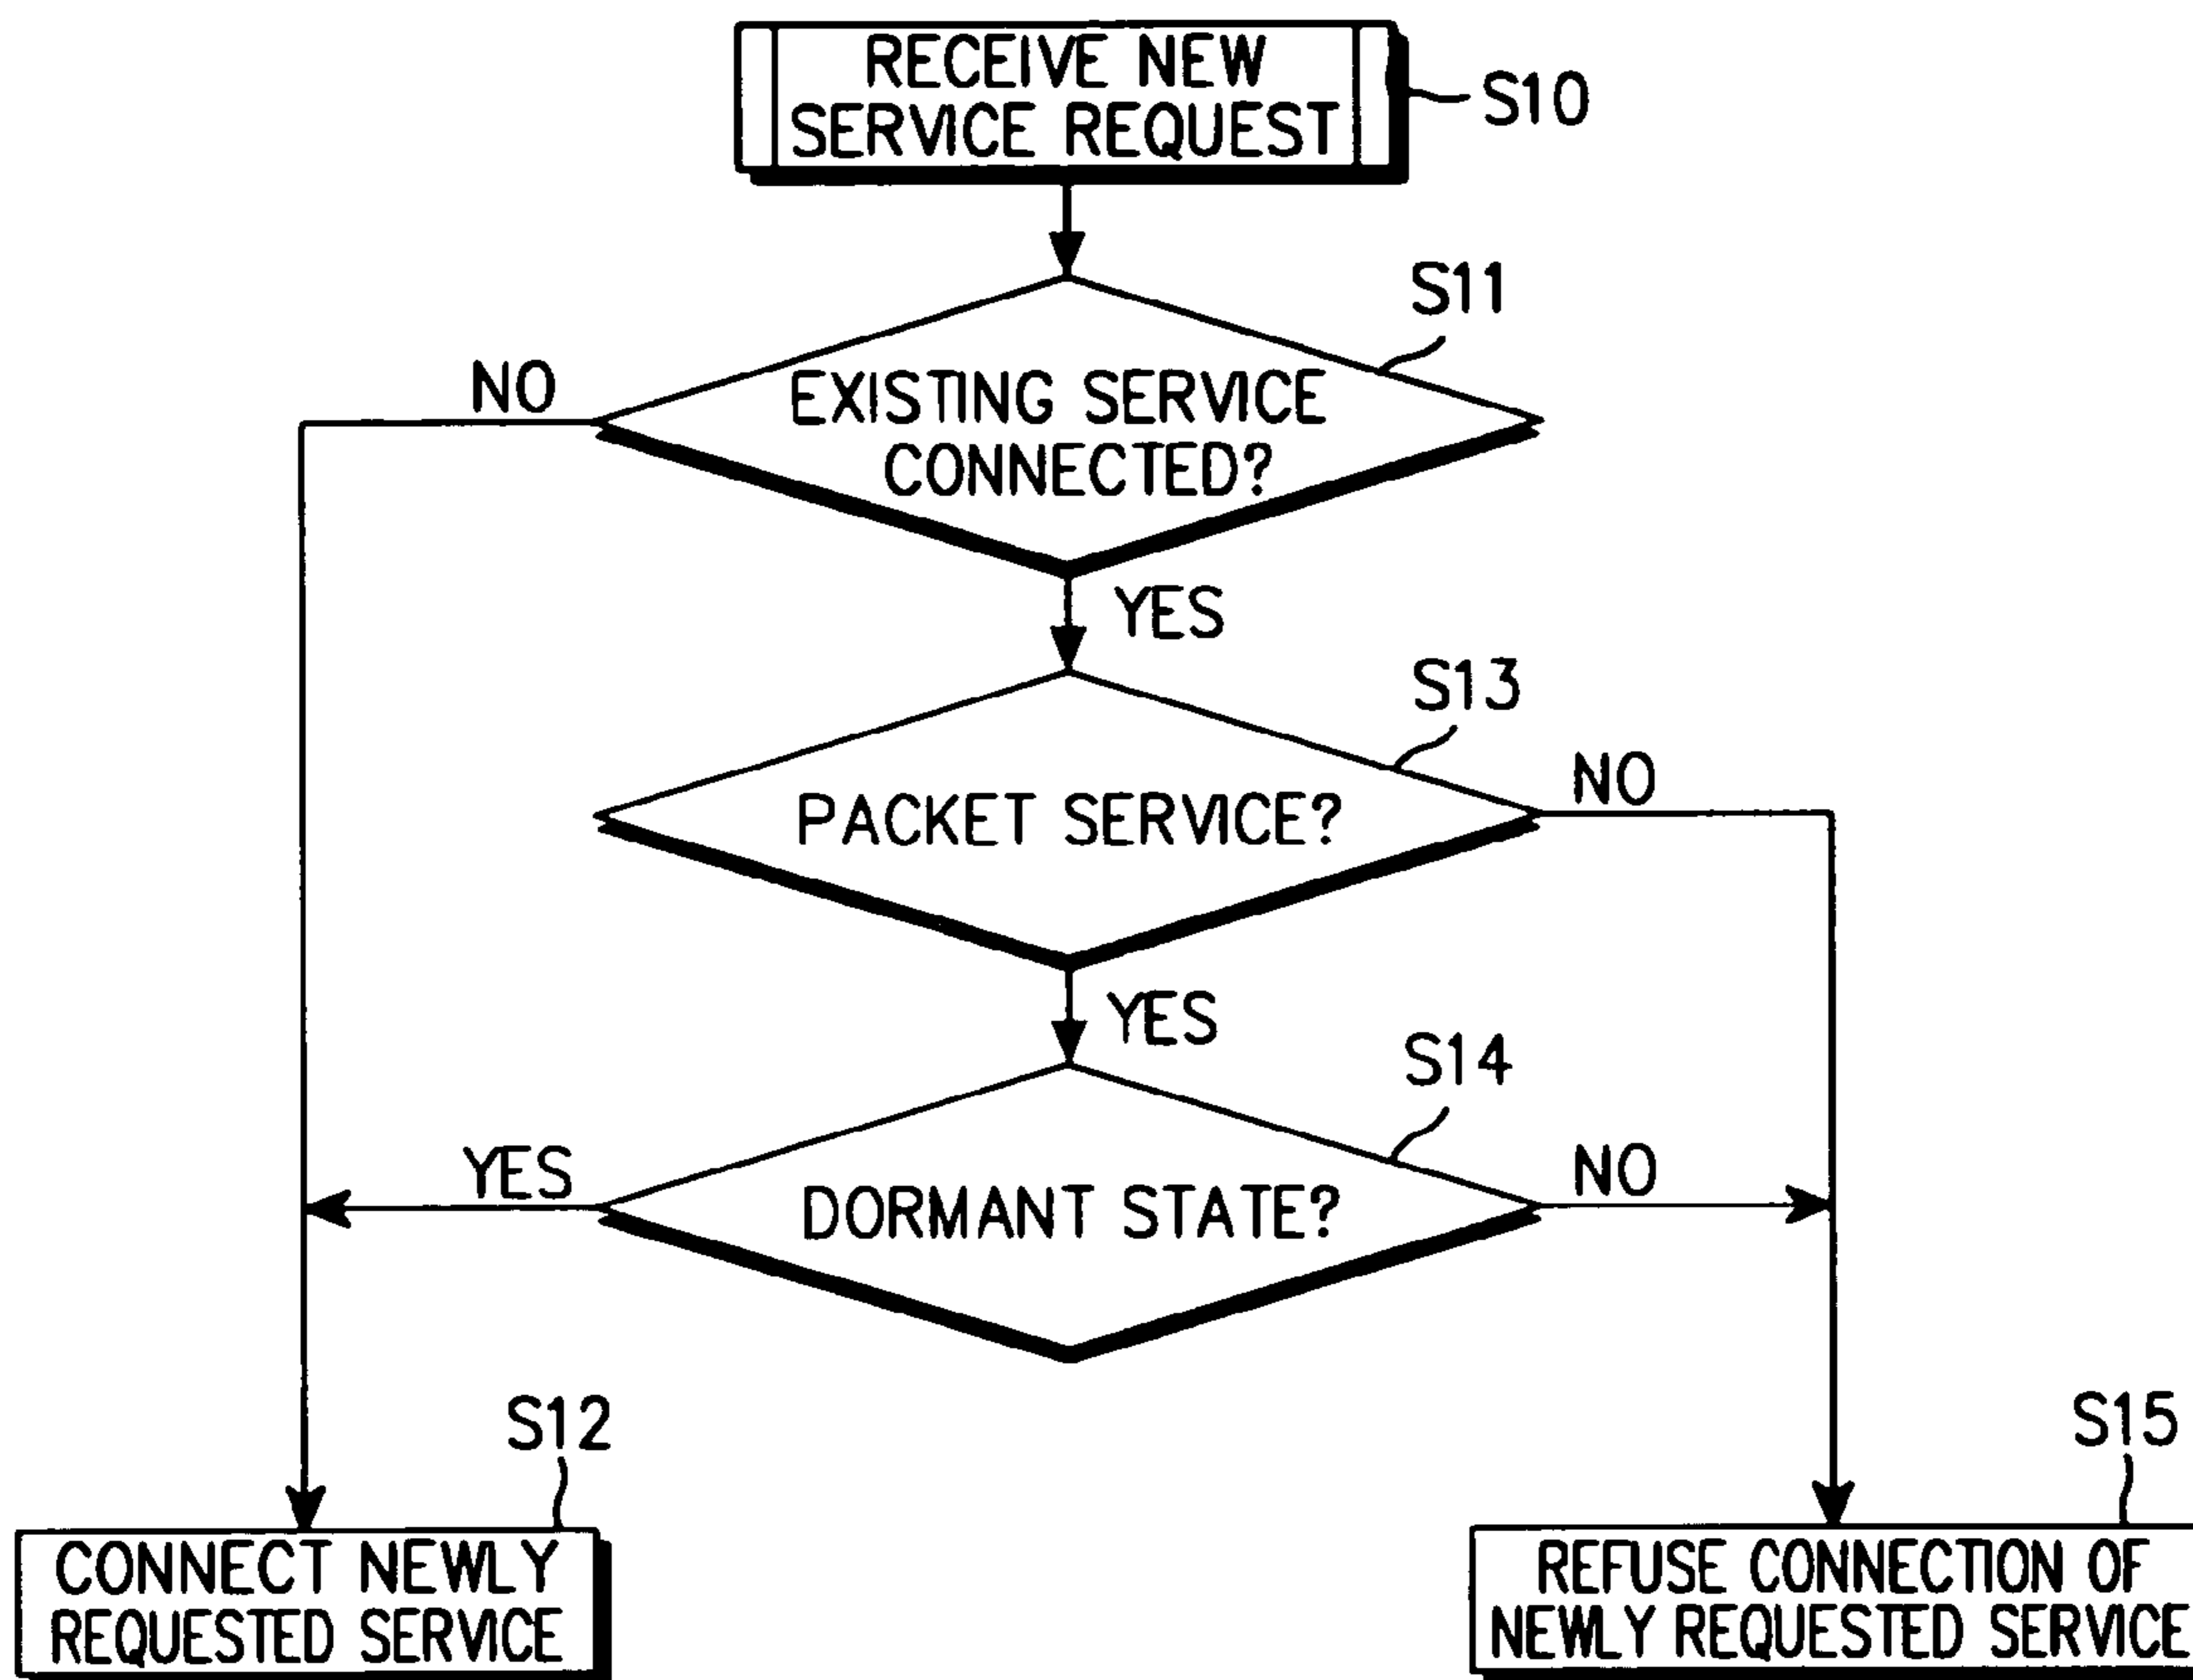 RECEIVE NEW
SERVICE REQUEST
S10
S11
NO
EXISTING SERVICE
CONNECTED?
YES
S13
NO
PACKET SERVICE?
YES
S14
YES
NO
DORMANT STATE?
S12
S15
CONNECT NEWLY
REQUESTED SERVICE
REFUSE CONNECTION OF
NEWLY REQUESTED SERVICE